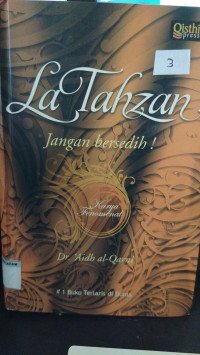 Qisthi
press
3
La Tahzan
Jangan bersedih !
Karya
Fenomenal
Dr. Aidh al-Qarni
# 1 Buku Terlaris di Dunia